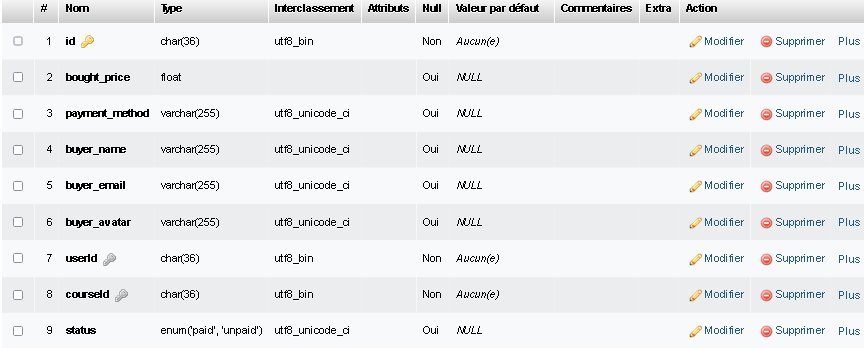 # Nom Type Interclassement Attributs Null Valeur par défaut Commentaires Extra Action
1 id char(36) utf8_bin Non Aucun(e) Modifier Supprimer Plus
2 bought_price float Oui NULL Modifier Supprimer Plus
3 payment_method varchar(255) utf8_unicode_ci Oui NULL Modifier Supprimer Plus
4 buyer_name varchar(255) utf8_unicode_ci Oui NULL Modifier Supprimer Plus
5 buyer_email varchar(255) utf8_unicode_ci Oui NULL Modifier Supprimer Plus
6 buyer_avatar varchar(255) utf8_unicode_ci Oui NULL Modifier Supprimer Plus
7 userId char(36) utf8_bin Non Aucun(e) Modifier Supprimer Plus
8 courseId char(36) utf8_bin Non Aucun(e) Modifier Supprimer Plus
9 status enum('paid', 'unpaid') utf8_unicode_ci Oui NULL Modifier Supprimer Plus